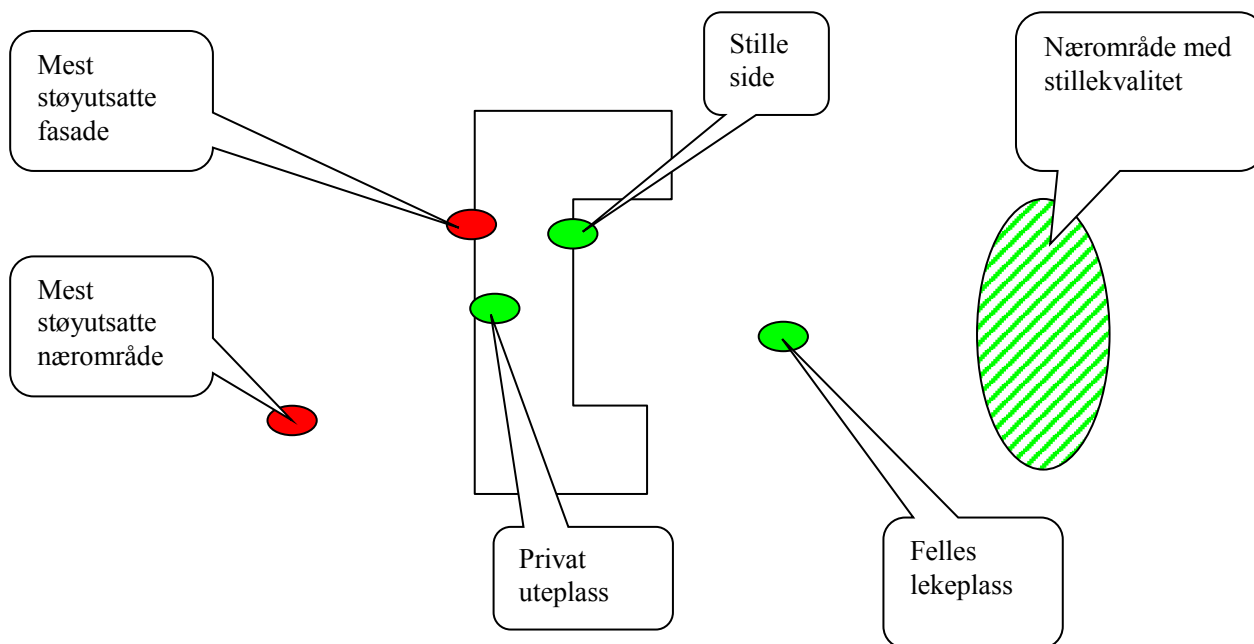 Mest
støyutsatte
fasade
Stille
side
Nærområde med
stillekvalitet
Mest
støyutsatte
nærområde
Privat
uteplass
Felles
lekeplass